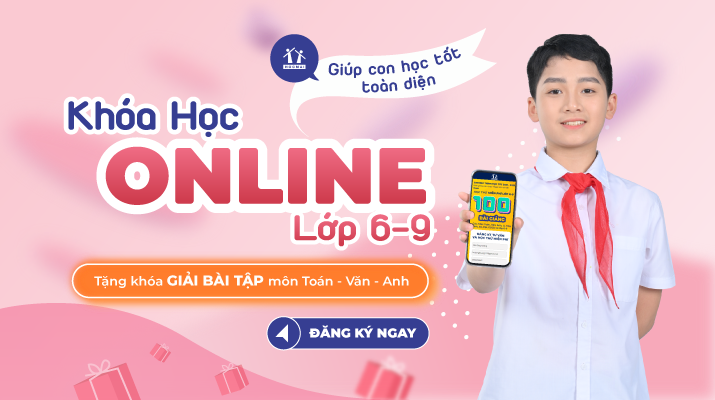 HOCMAI
Giúp con học tốt
toàn diện
Khóa Học
ONLINE
Lớp 6-9
Tặng khóa GIẢI BÀI TẬP môn Toán - Văn - Anh
ĐĂNG KÝ NGAY
100
BÀI GIẢNG